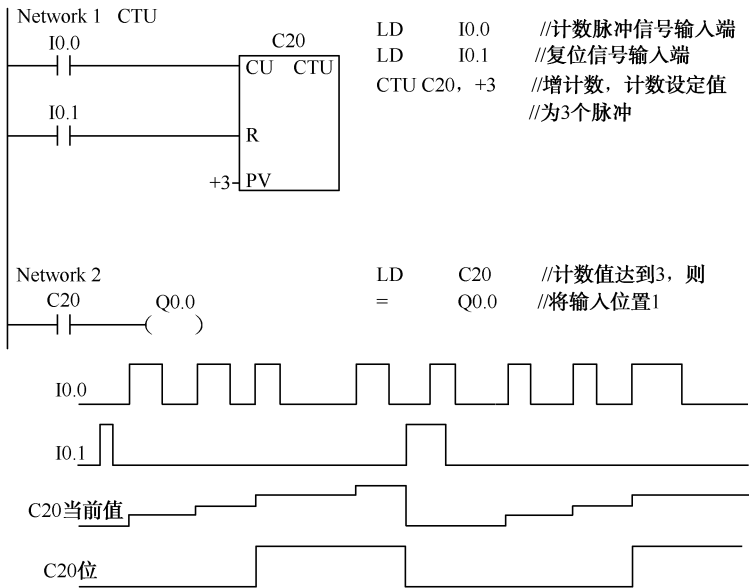 Network 1 CTU
I0.0
C20
CU CTU
I0.1
R
+3 PV
LD I0.0 //计数脉冲信号输入端
LD I0.1 //复位信号输入端
CTU C20，+3 //增计数，计数设定值
//为3个脉冲
Network 2
C20 Q0.0
LD C20 //计数值达到3，则
= Q0.0 //将输入位置1
I0.0
I0.1
C20当前值
C20位